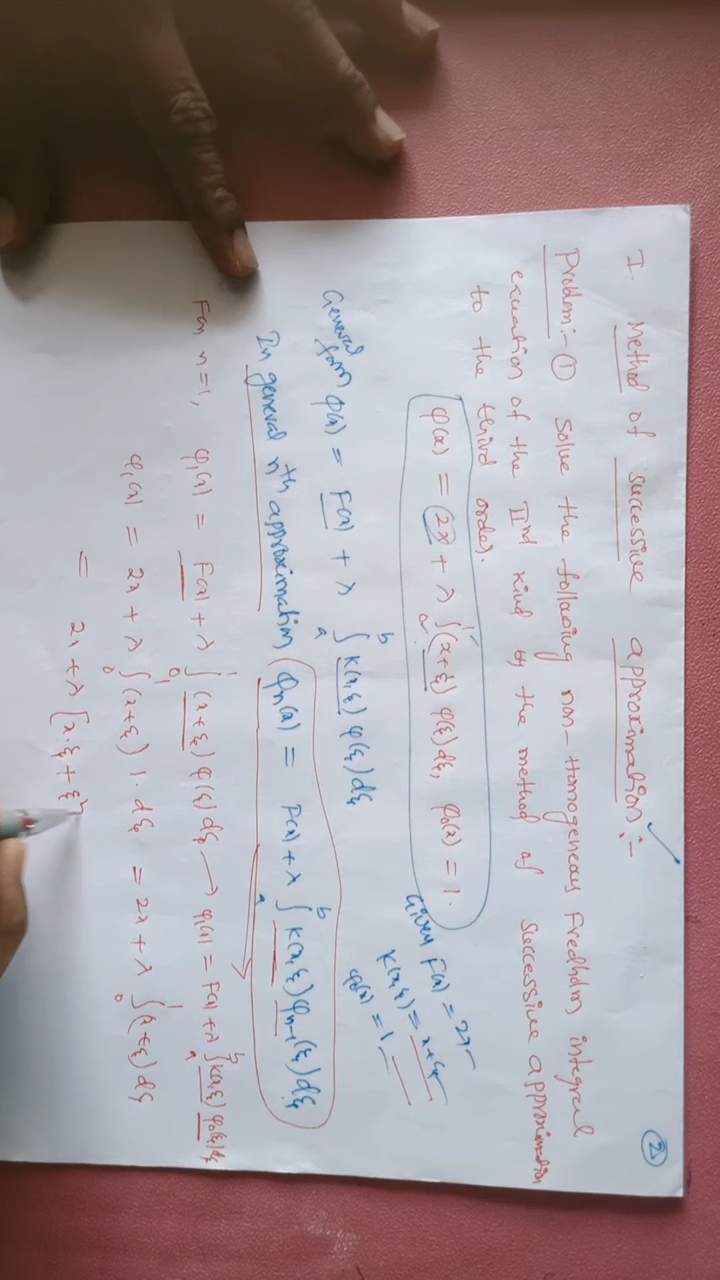 2
I. Method of successive approximation :-
Problem:- ① Solve the following non-Homogeneous Fredholm integral
equation of the IInd kind by the method of successive approximation
to the third order.
φ(x) = 2x + λ ∫₀¹ (x+ξ) φ(ξ)dξ, φ₀(x) = 1.
Given F(x) = 2x
K(x,ξ) = x+ξ
φ₀(x) = 1
General form φ(x) = F(x) + λ ∫ₐᵇ K(x,ξ) φ(ξ)dξ
In general nth approximation φₙ(x) = F(x) + λ ∫ₐᵇ K(x,ξ) φₙ₋₁(ξ)dξ
For n=1, φ₁(x) = F(x) + λ ∫₀¹ (x+ξ) φ(ξ)dξ → φ₁(x) = F(x) + λ ∫ₐᵇ K(x,ξ) φ₀(ξ)dξ
φ₁(x) = 2x + λ ∫₀¹ (x+ξ) 1. dξ = 2x + λ ∫₀¹ (x+ξ)dξ
= 2x + λ [x.ξ + ξ²